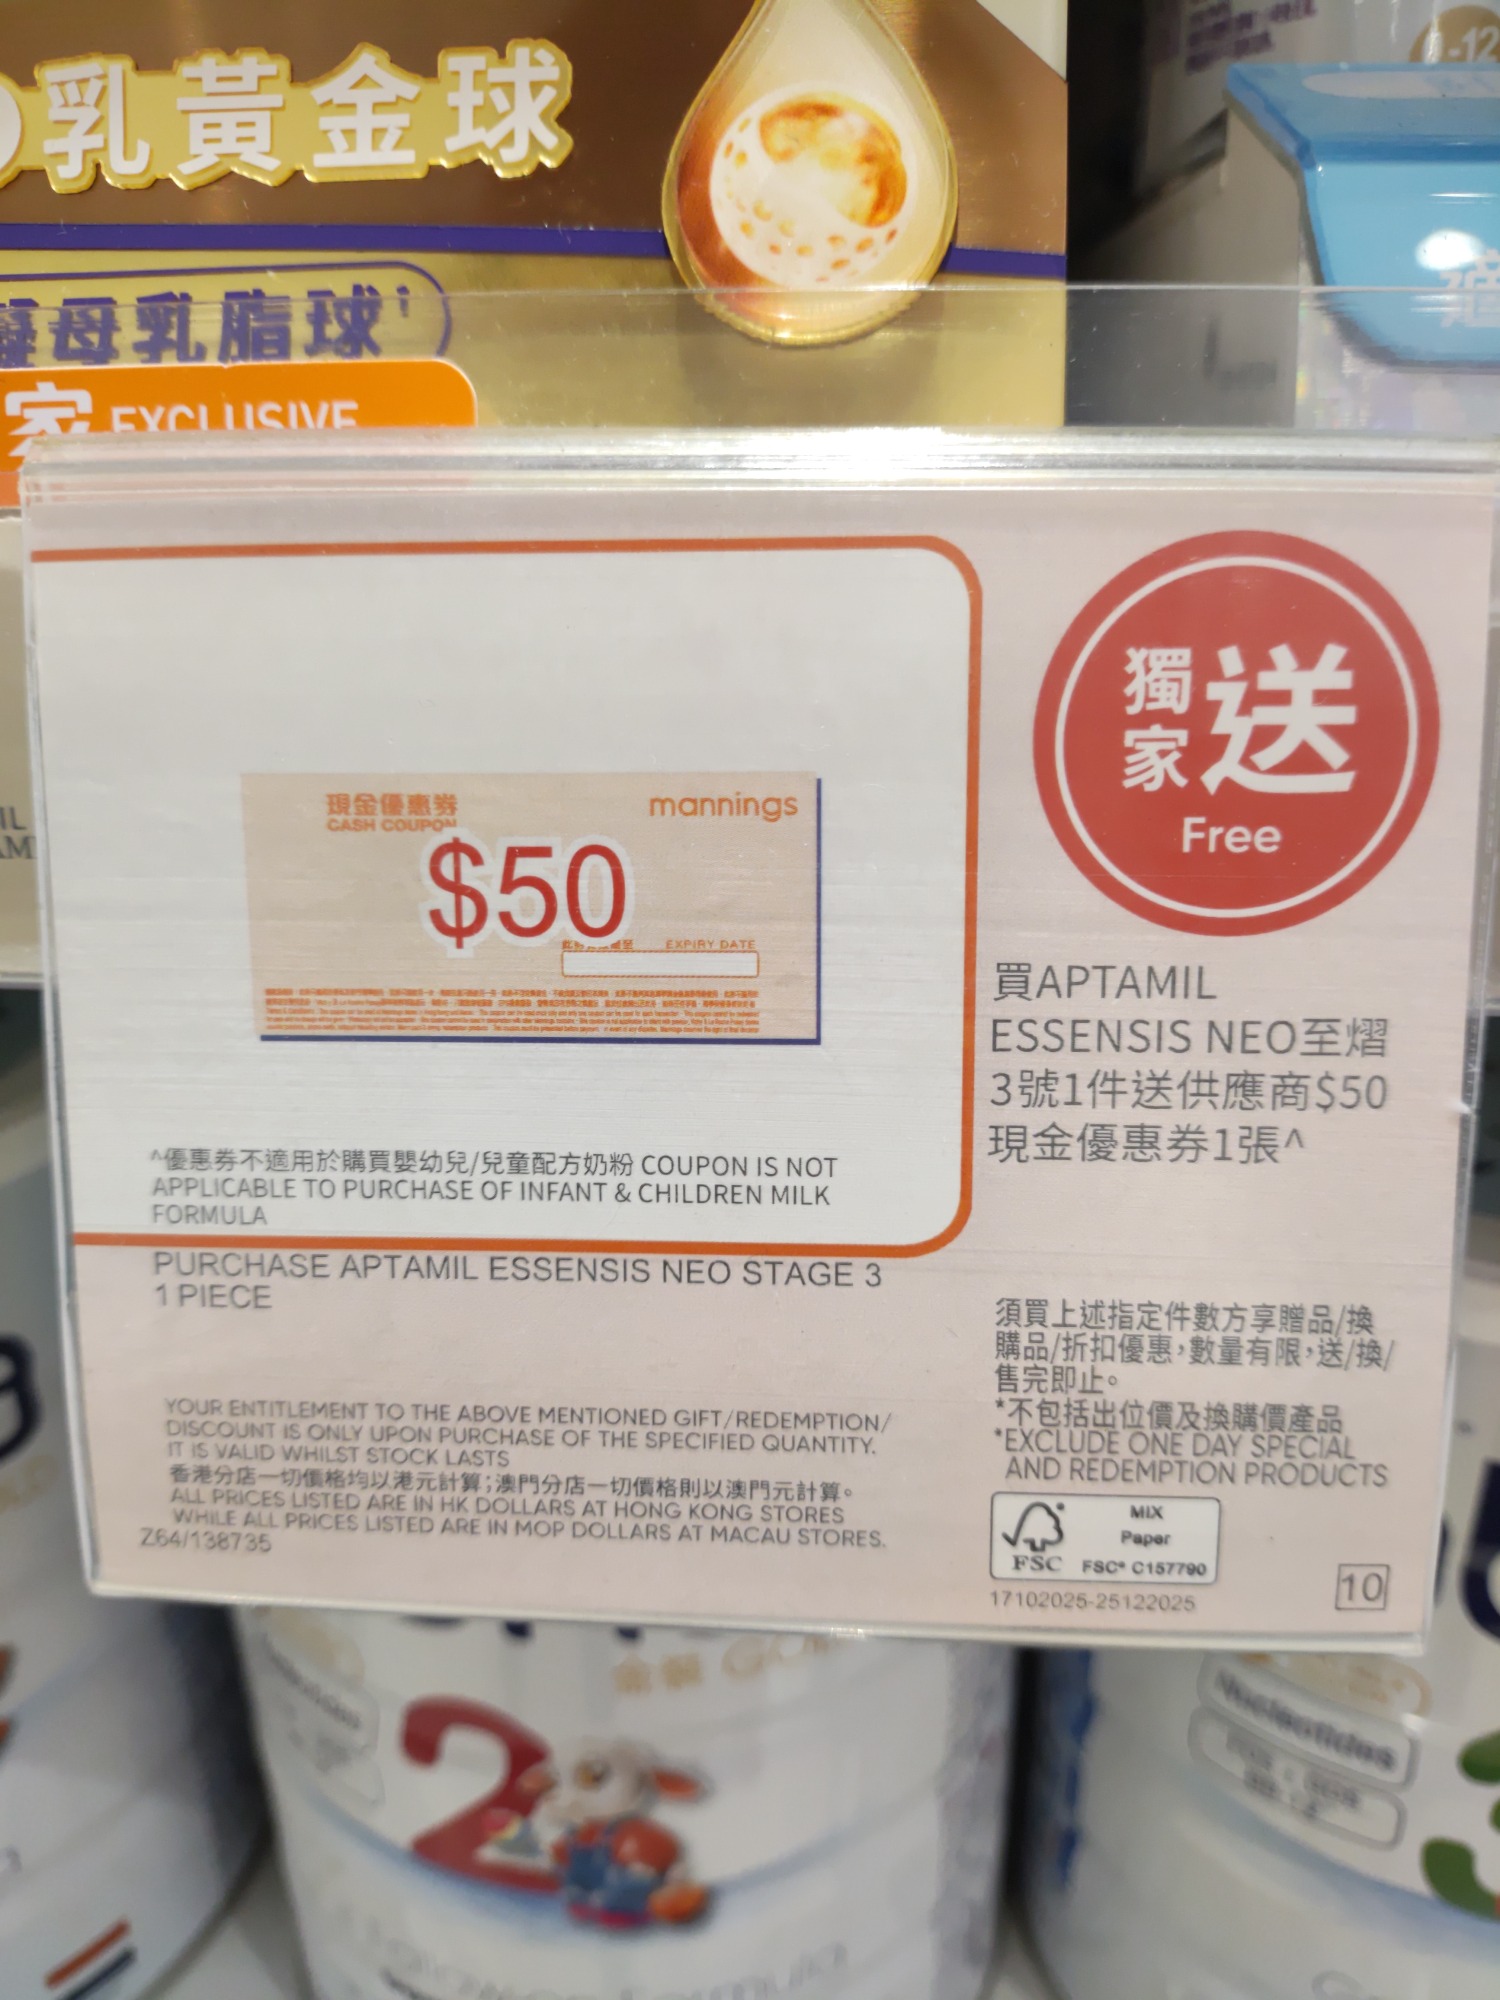 乳黃金球
母乳脂球
家 EXCLUSIVE
獨家送
Free
現金優惠券
CASH COUPON
mannings
$50
EXPIRY DATE
買APTAMIL
ESSENSIS NEO至熠
3號1件送供應商$50
現金優惠券1張^
^優惠券不適用於購買嬰幼兒/兒童配方奶粉 COUPON IS NOT
APPLICABLE TO PURCHASE OF INFANT & CHILDREN MILK
FORMULA
PURCHASE APTAMIL ESSENSIS NEO STAGE 3
1 PIECE
須買上述指定件數方享贈品/換
購品/折扣優惠，數量有限，送/換/
售完即止。
*不包括出位價及換購價產品
*EXCLUDE ONE DAY SPECIAL
AND REDEMPTION PRODUCTS
YOUR ENTITLEMENT TO THE ABOVE MENTIONED GIFT/REDEMPTION/
DISCOUNT IS ONLY UPON PURCHASE OF THE SPECIFIED QUANTITY.
IT IS VALID WHILST STOCK LASTS
香港分店一切價格均以港元計算；澳門分店一切價格則以澳門元計算。
ALL PRICES LISTED ARE IN HK DOLLARS AT HONG KONG STORES
WHILE ALL PRICES LISTED ARE IN MOP DOLLARS AT MACAU STORES.
Z64/138735
MIX
Paper
FSC
FSC® C157790
17102025-25122025
10
2
Nucleotides